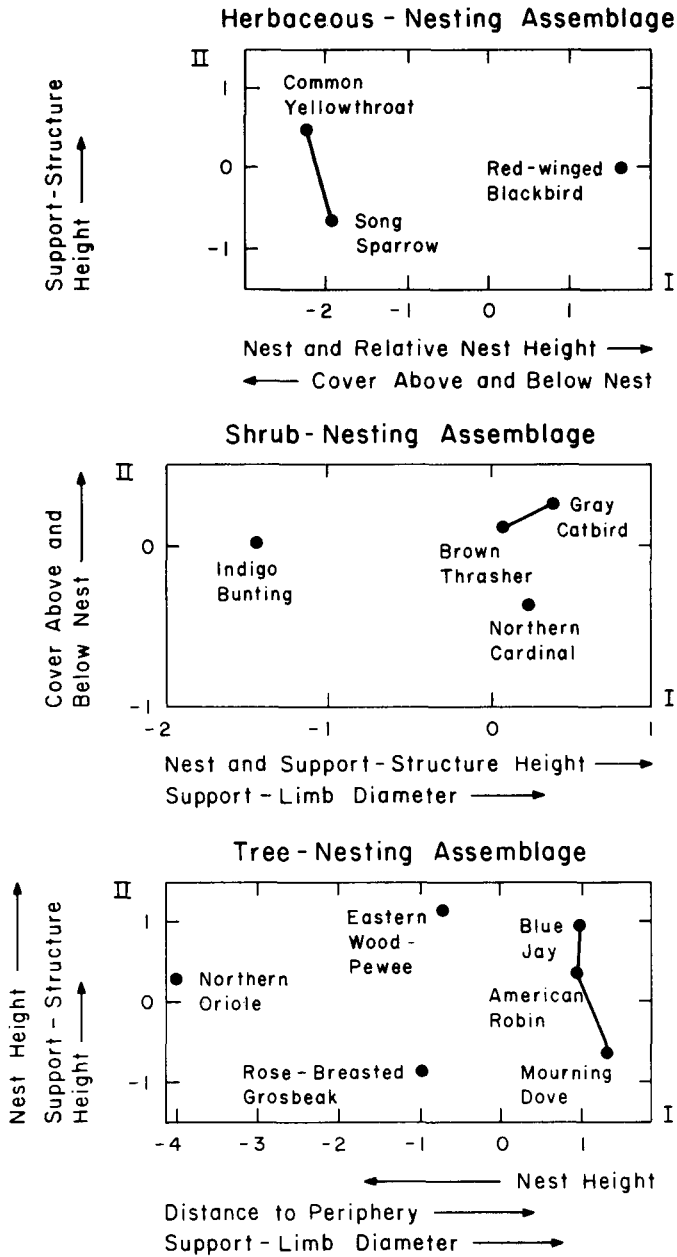 Herbaceous - Nesting Assemblage
II
Support-Structure
Height
1
0
-1
Common
Yellowthroat
Song
Sparrow
Red-winged
Blackbird
I
-2 -1 0 1
Nest and Relative Nest Height
Cover Above and Below Nest
Shrub-Nesting Assemblage
II
Cover Above and
Below Nest
0
-1
Indigo
Bunting
Gray
Catbird
Brown
Thrasher
Northern
Cardinal
I
-2 -1 0 1
Nest and Support-Structure Height
Support-Limb Diameter
Tree-Nesting Assemblage
II
Nest Height
Support-Structure
Height
1
0
-1
Northern
Oriole
Eastern
Wood-
Pewee
Blue
Jay
American
Robin
Rose-Breasted
Grosbeak
Mourning
Dove
I
-4 -3 -2 -1 0 1
Nest Height
Distance to Periphery
Support-Limb Diameter